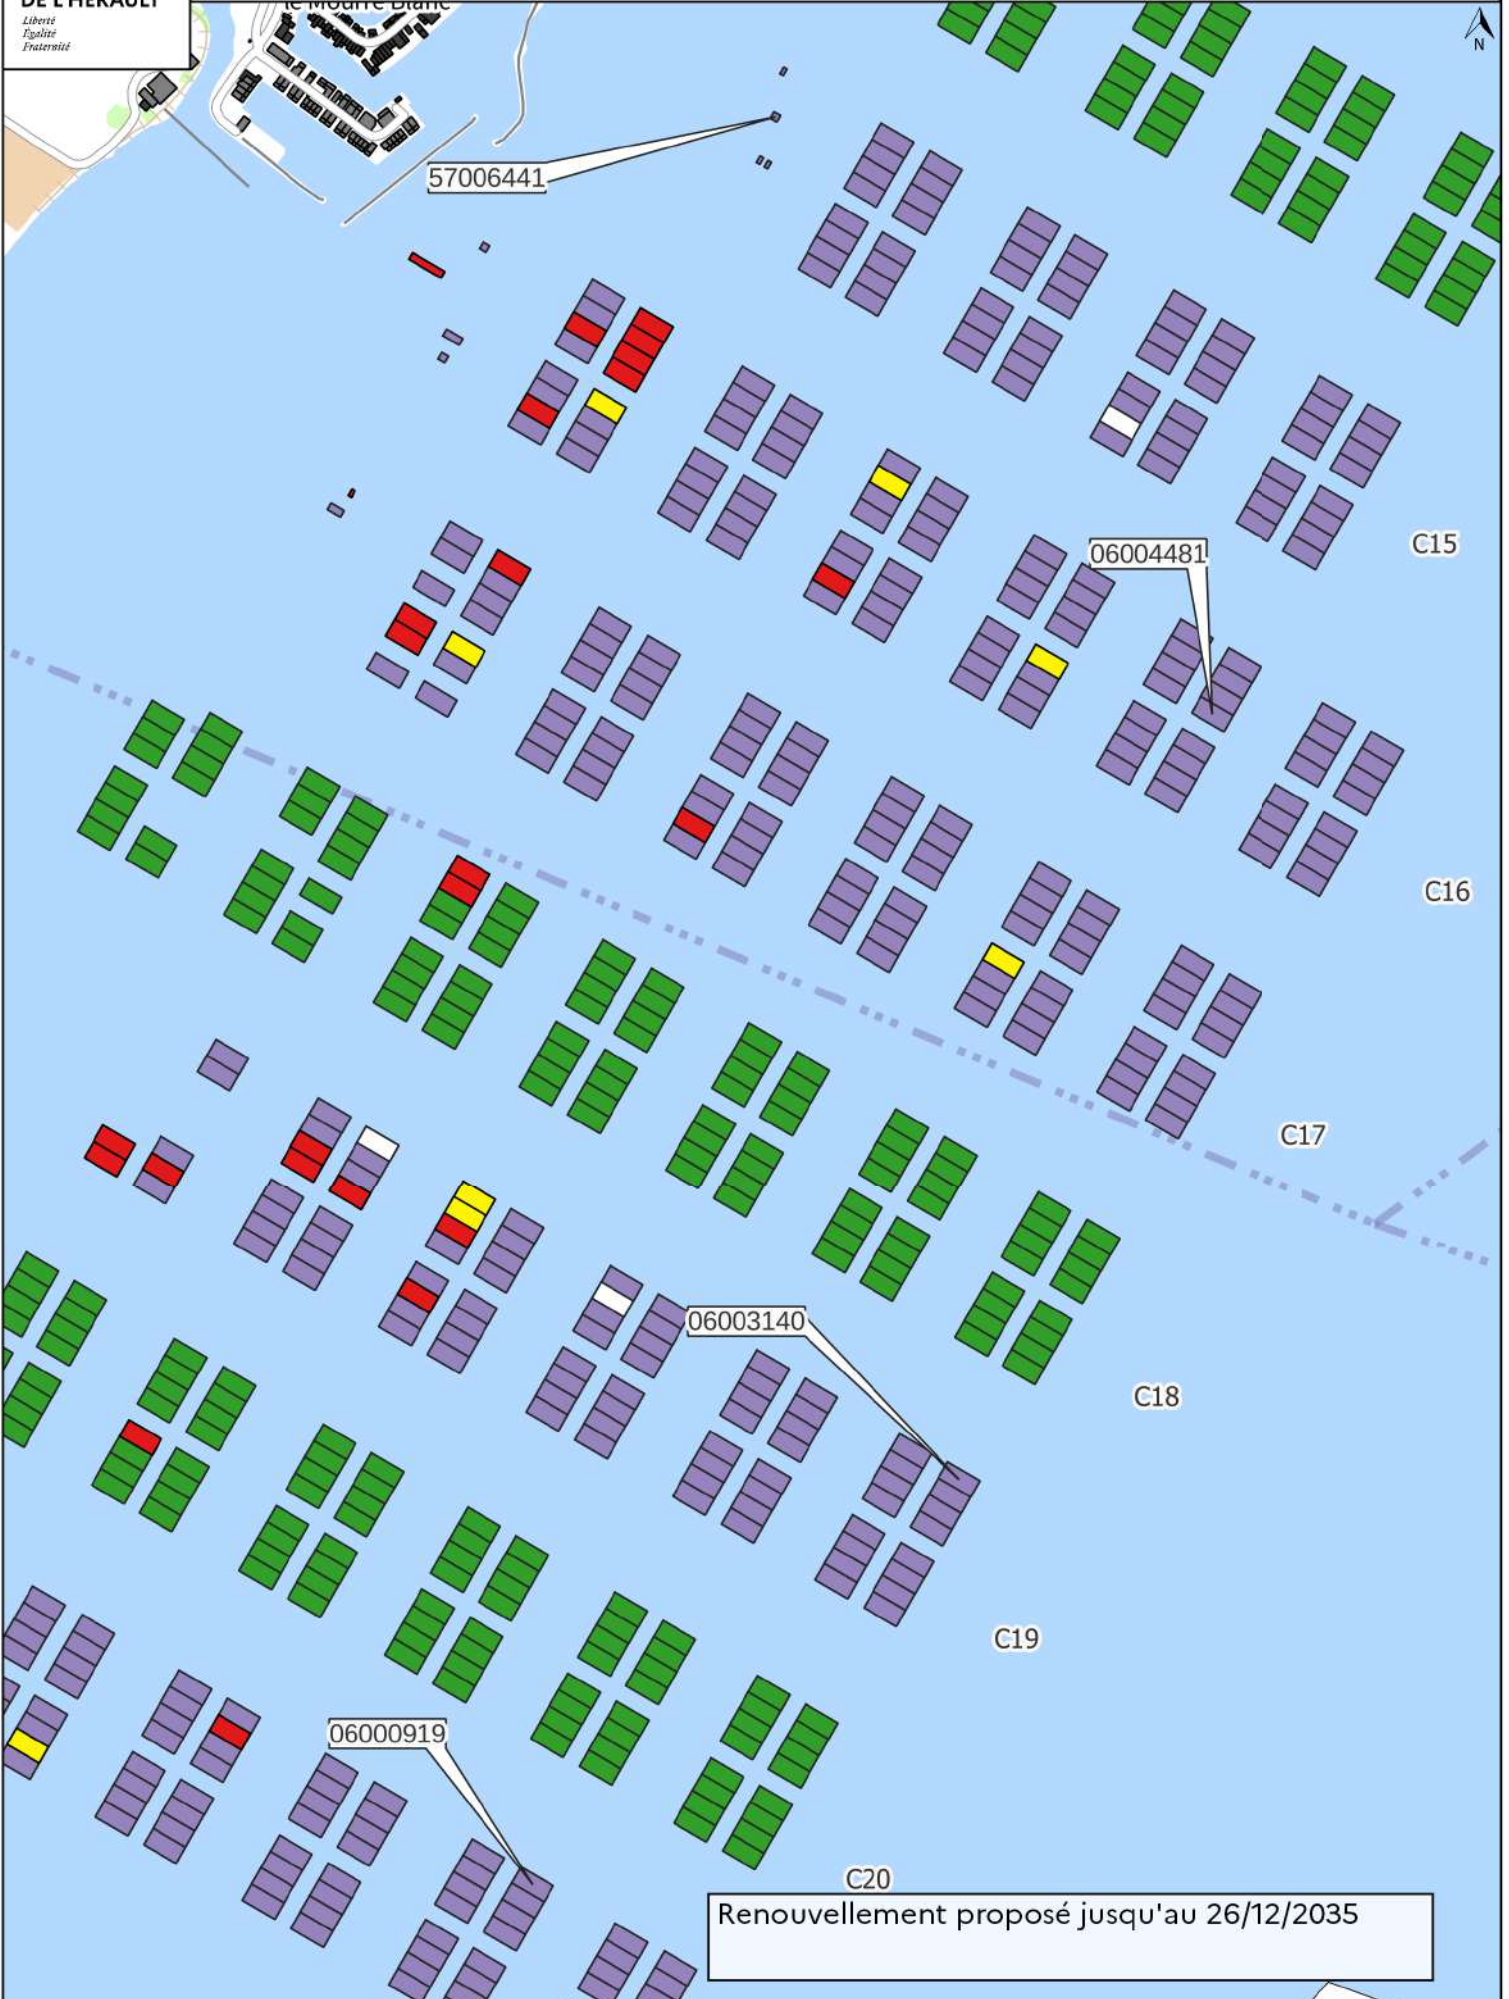 DE L'HÉRAULT
Liberté
Égalité
Fraternité
le Mourre Blanc
N
57006441
C15
06004481
C16
C17
06003140
C18
C19
06000919
C20
Renouvellement proposé jusqu'au 26/12/2035